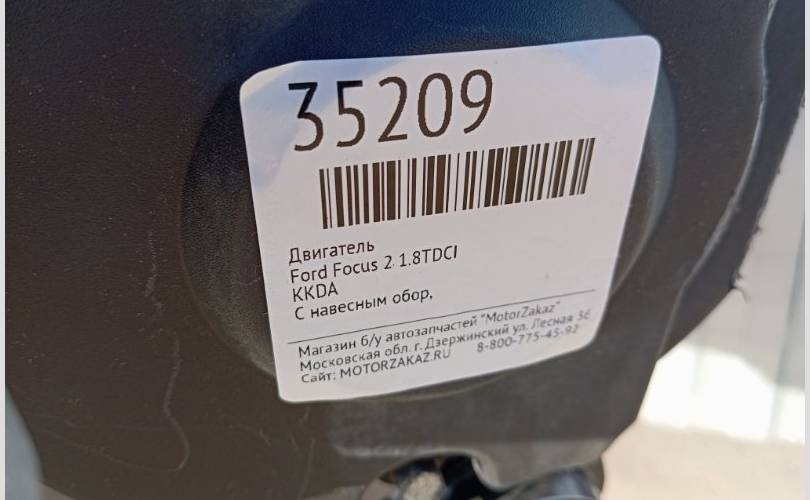 35209
Двигатель
Ford Focus 2 1.8TDCI
KKDA
С навесным обор,
Магазин б/у автозапчастей "MotorZakaz"
Московская обл. г. Дзержинский ул. Лесная 36
Сайт: MOTORZAKAZ.RU 8-800-775-45-92